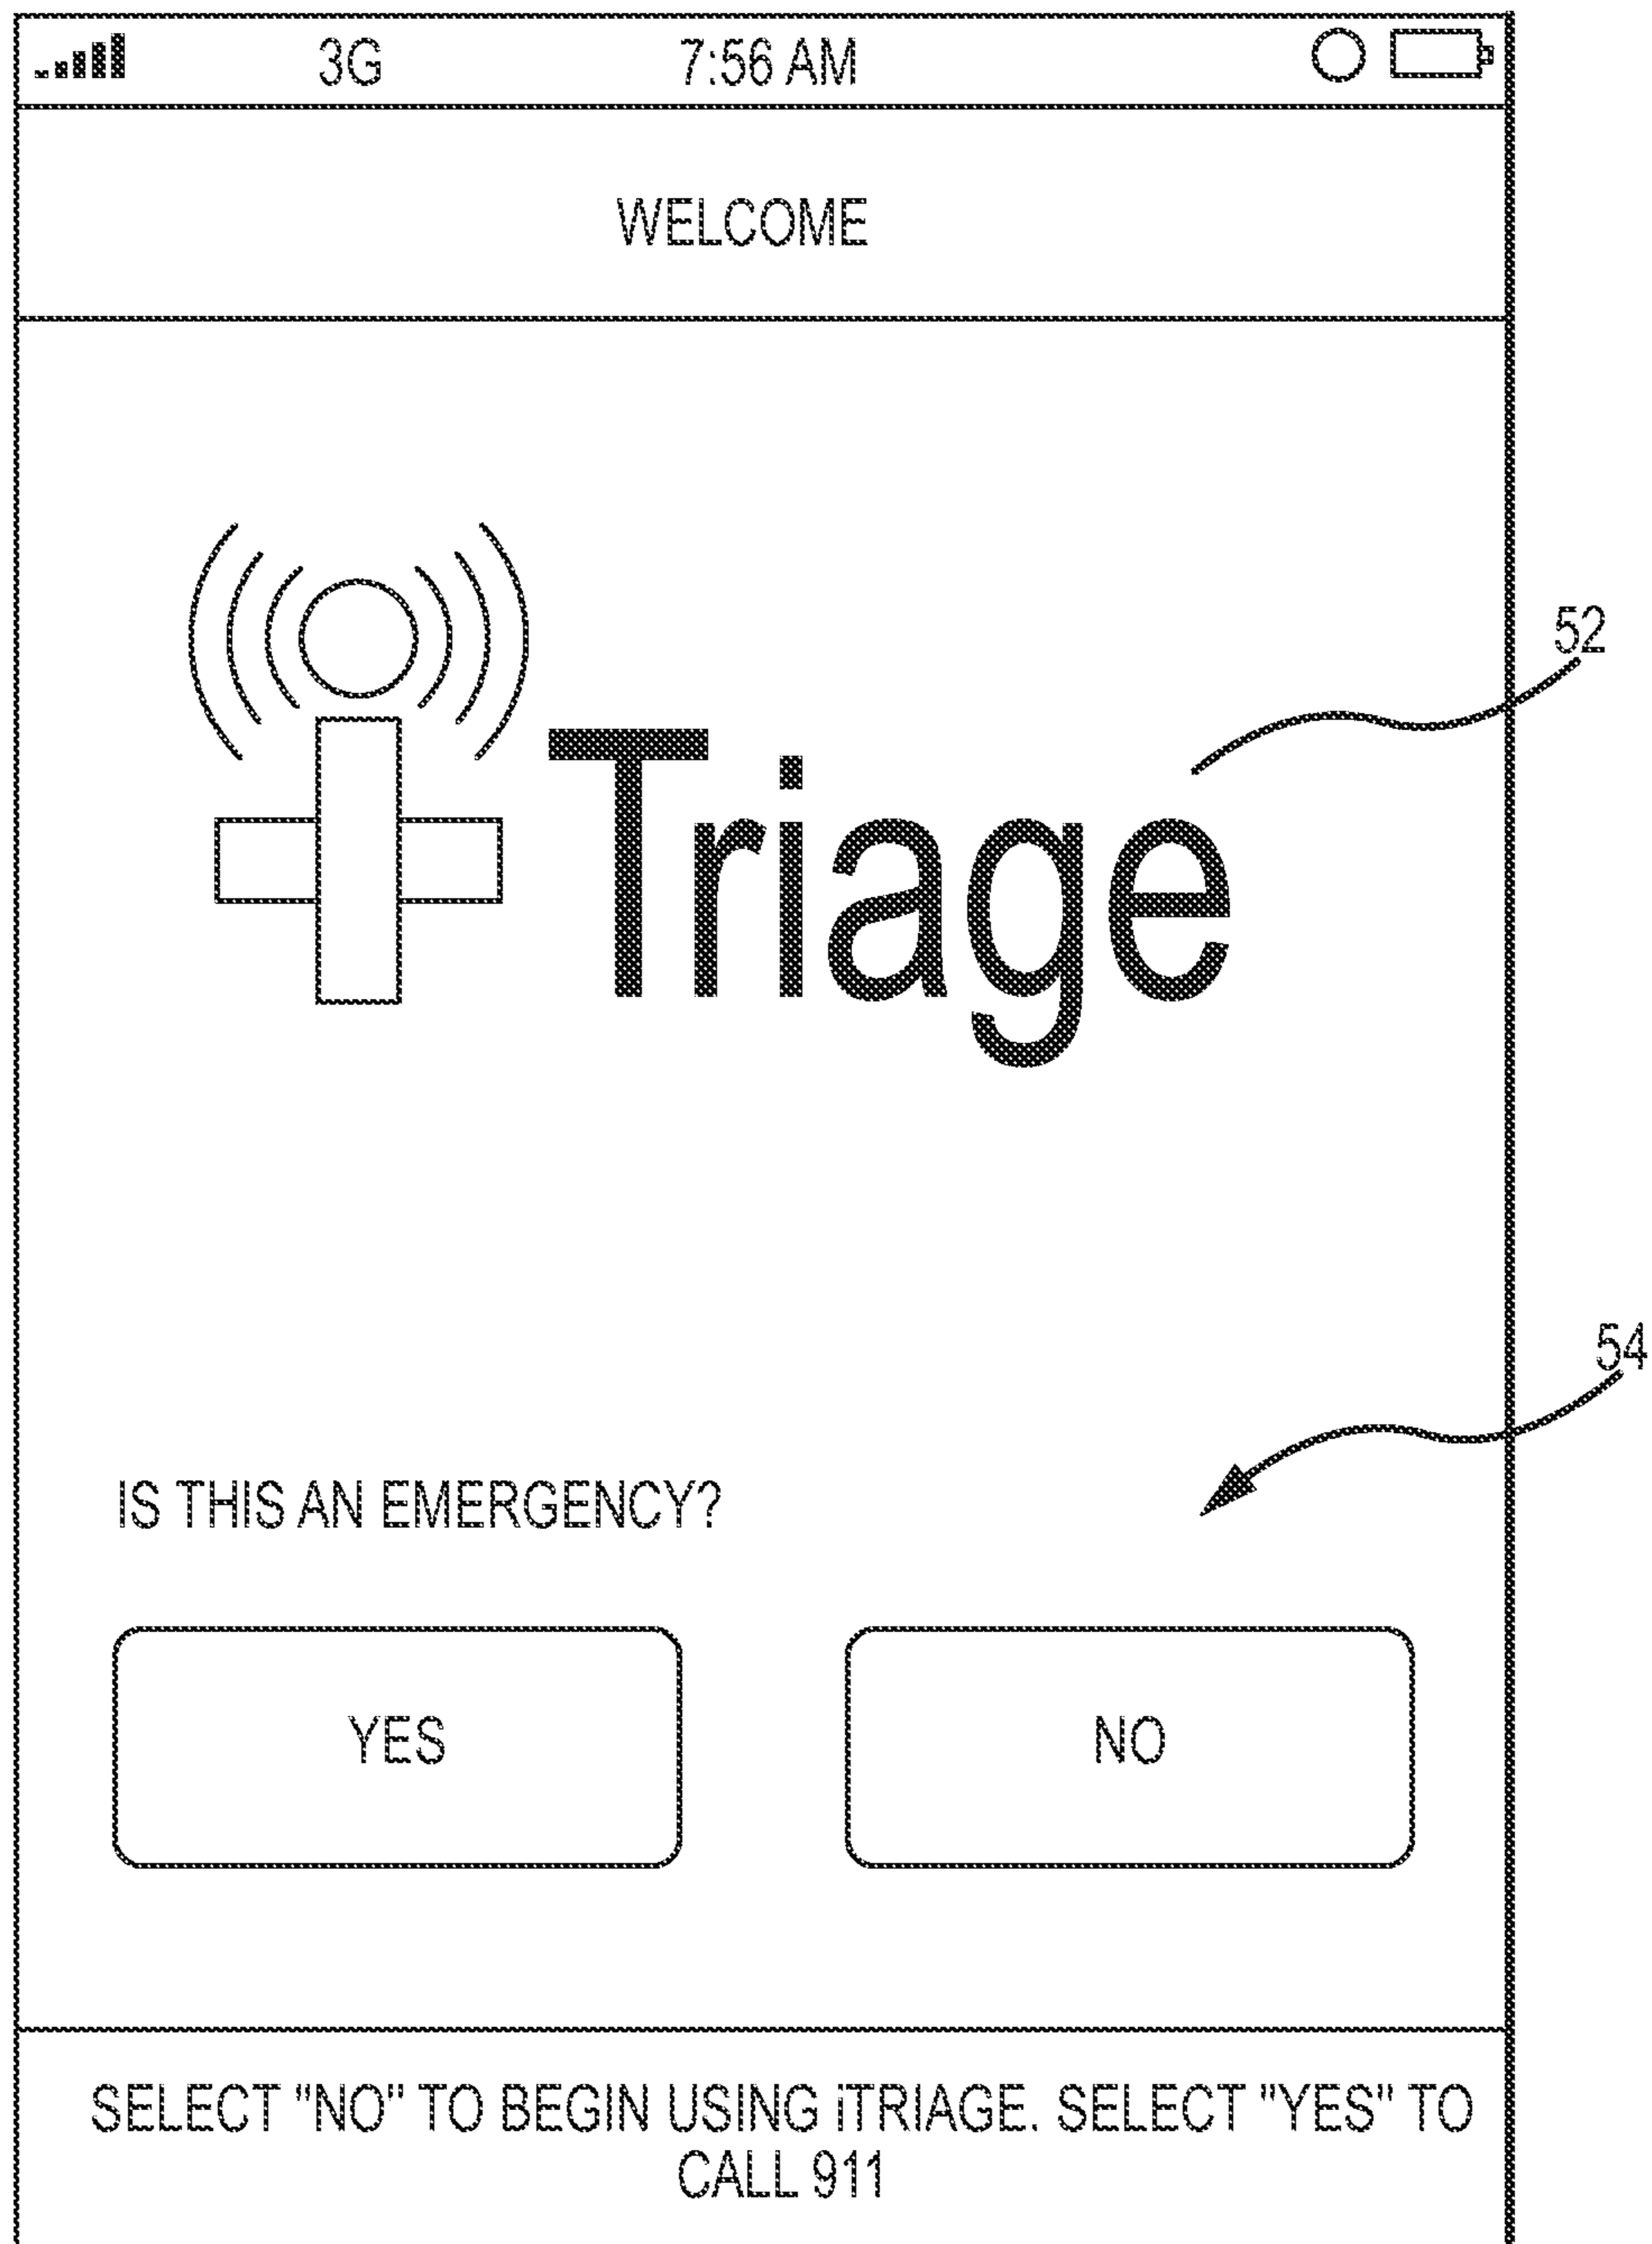 3G 7:56 AM
WELCOME
Triage
52
54
IS THIS AN EMERGENCY?
YES NO
SELECT "NO" TO BEGIN USING iTRIAGE. SELECT "YES" TO
CALL 911